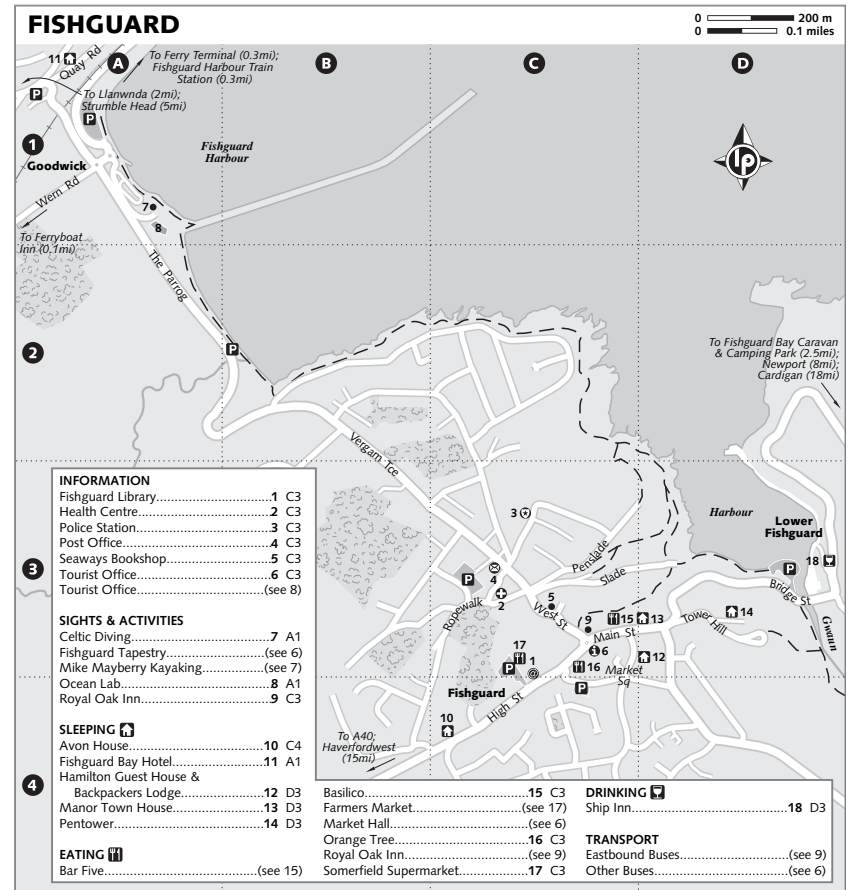 FISHGUARD
0 200 m
0 0.1 miles
A
B
C
D
1
2
3
4
11
Quay Rd
To Ferry Terminal (0.3mi);
Fishguard Harbour Train
Station (0.3mi)
P
To Llanwnda (2mi);
Strumble Head (5mi)
P
Goodwick
Wern Rd
To Ferryboat
Inn (0.1mi)
7
8
Fishguard
Harbour
lp
The Parrog
P
To Fishguard Bay Caravan
& Camping Park (2.5mi);
Newport (8mi);
Cardigan (18mi)
Vergam Tce
3
Harbour
Lower
Fishguard
18
P
Bridge St
Gwaun
Penslade
Slade
P
4
2
Ropewalk
5
West St
9
15
13
Main St
Tower Hill
14
6
12
16
Market
Sq
17
P
1
@
P
Fishguard
High St
10
To A40;
Haverfordwest
(15mi)
INFORMATION
Fishguard Library 1 C3
Health Centre 2 C3
Police Station 3 C3
Post Office 4 C3
Seaways Bookshop 5 C3
Tourist Office 6 C3
Tourist Office (see 8)
SIGHTS & ACTIVITIES
Celtic Diving 7 A1
Fishguard Tapestry (see 6)
Mike Mayberry Kayaking (see 7)
Ocean Lab 8 A1
Royal Oak Inn 9 C3
SLEEPING
Avon House 10 C4
Fishguard Bay Hotel 11 A1
Hamilton Guest House &
Backpackers Lodge 12 D3
Manor Town House 13 D3
Pentower 14 D3
EATING
Bar Five (see 15)
Basilico 15 C3
Farmers Market (see 17)
Market Hall (see 6)
Orange Tree 16 C3
Royal Oak Inn (see 9)
Somerfield Supermarket 17 C3
DRINKING
Ship Inn 18 D3
TRANSPORT
Eastbound Buses (see 9)
Other Buses (see 6)